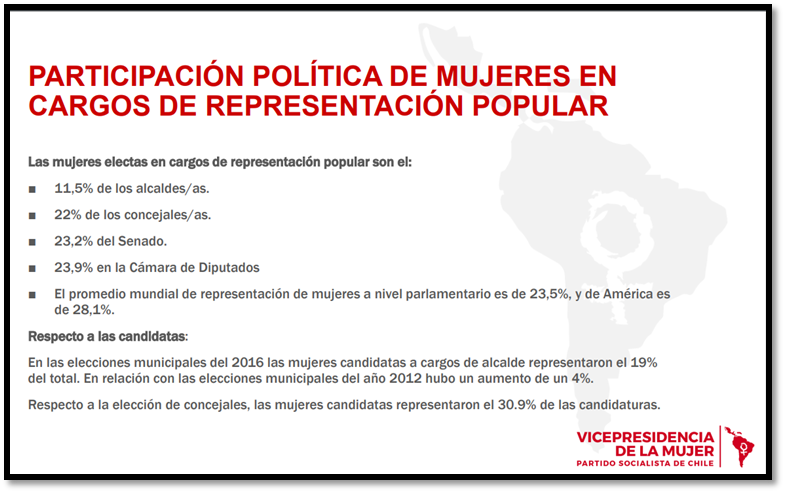 PARTICIPACIÓN POLÍTICA DE MUJERES EN
CARGOS DE REPRESENTACIÓN POPULAR
Las mujeres electas en cargos de representación popular son el:
■ 11,5% de los alcaldes/as.
■ 22% de los concejales/as.
■ 23,2% del Senado.
■ 23,9% en la Cámara de Diputados
■ El promedio mundial de representación de mujeres a nivel parlamentario es de 23,5%, y de América es
de 28,1%.
Respecto a las candidatas:
En las elecciones municipales del 2016 las mujeres candidatas a cargos de alcalde representaron el 19%
del total. En relación con las elecciones municipales del año 2012 hubo un aumento de un 4%.
Respecto a la elección de concejales, las mujeres candidatas representaron el 30.9% de las candidaturas.
VICEPRESIDENCIA
DE LA MUJER
PARTIDO SOCIALISTA DE CHILE